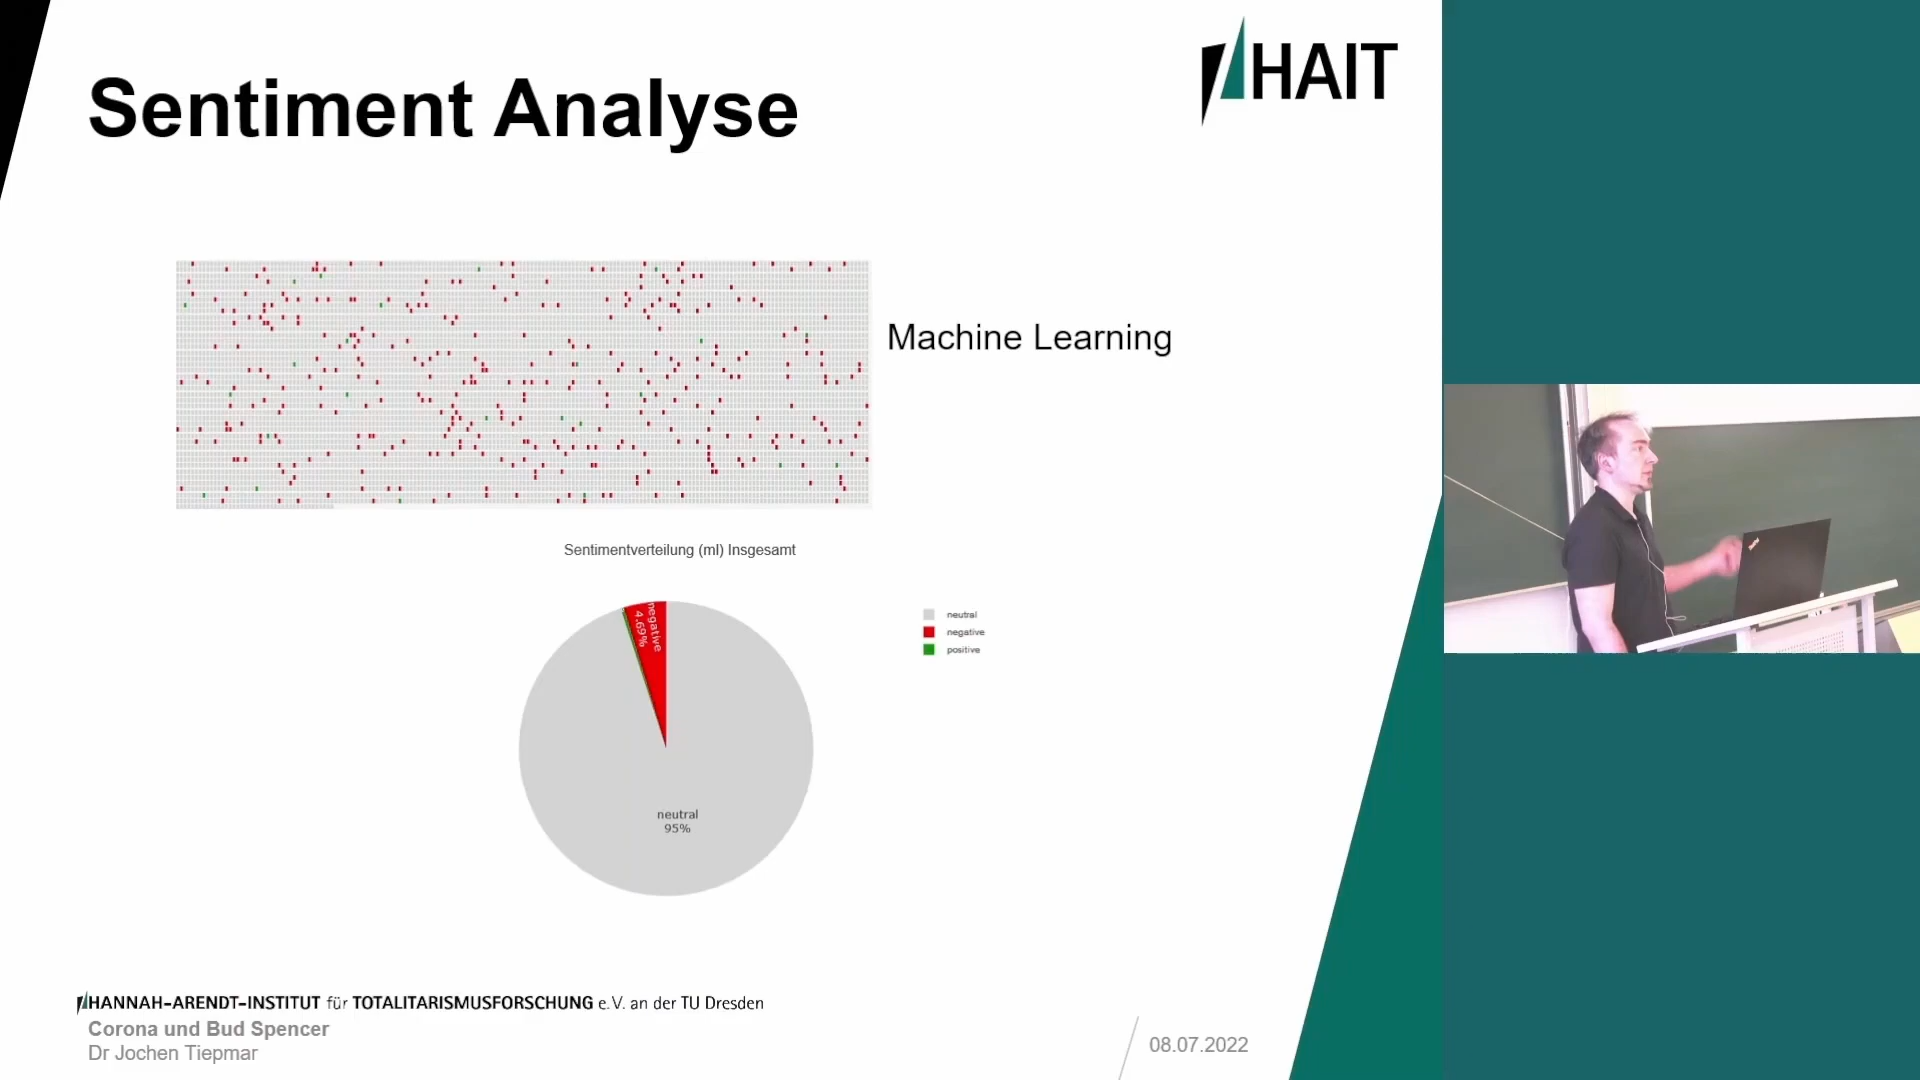 Sentiment Analyse
HAIT
Machine Learning
Sentimentverteilung (ml) Insgesamt
negative
4.69%
neutral
95%
neutral
negative
positive
HANNAH-ARENDT-INSTITUT für TOTALITARISMUSFORSCHUNG e.V. an der TU Dresden
Corona und Bud Spencer
Dr Jochen Tiepmar
08.07.2022